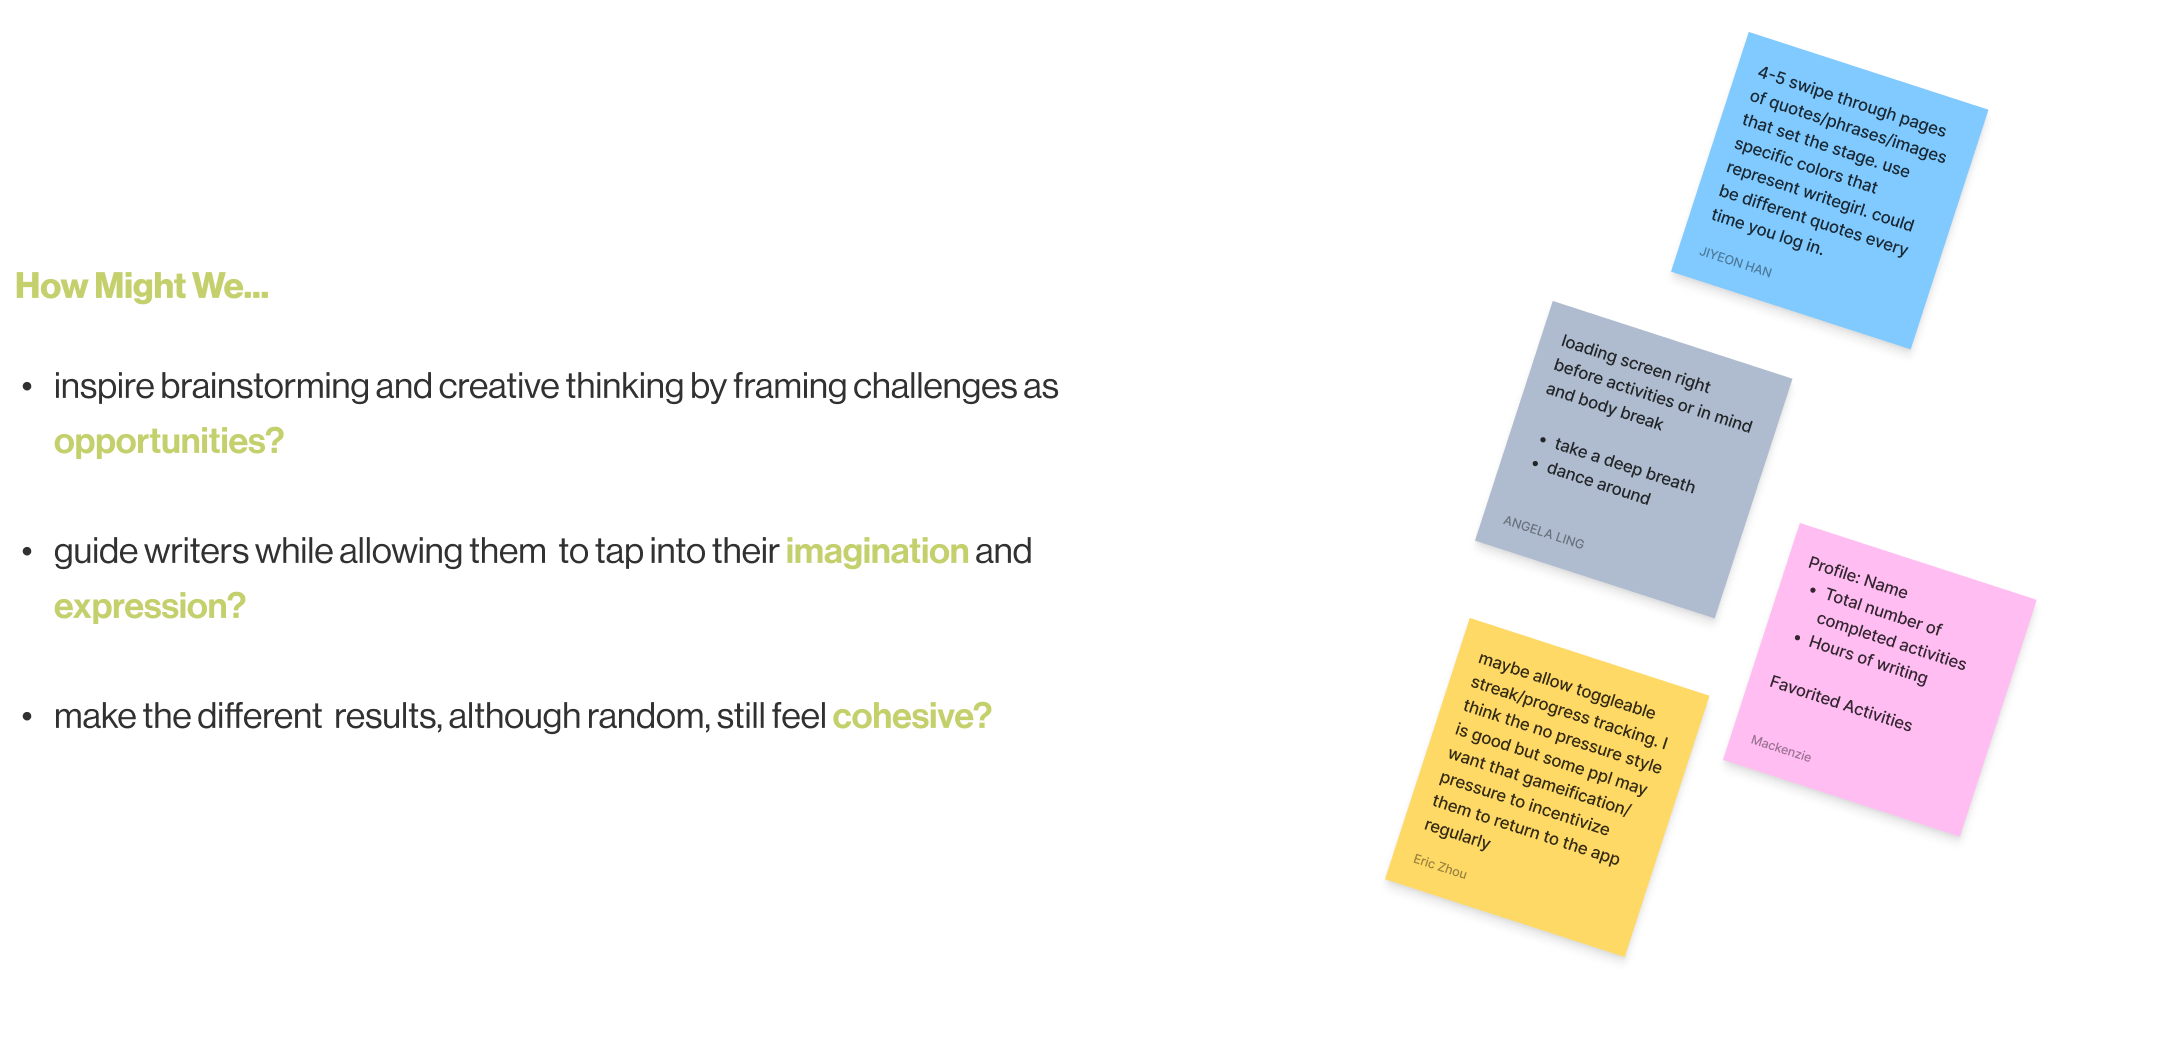 How Might We...
• inspire brainstorming and creative thinking by framing challenges as
opportunities?
• guide writers while allowing them  to tap into their imagination and
expression?
• make the different  results, although random, still feel cohesive?
4-5 swipe through pages
of quotes/phrases/images
that set the stage. use
specific colors that
represent writegirl. could
be different quotes every
time you log in.
JIYEON HAN
loading screen right
before activities or in mind
and body break
• take a deep breath
• dance around
ANGELA LING
Profile: Name
• Total number of
completed activities
• Hours of writing
Favorited Activities
Mackenzie
maybe allow toggleable
streak/progress tracking. I
think the no pressure style
is good but some ppl may
want that gameification/
pressure to incentivize
them to return to the app
regularly
Eric Zhou